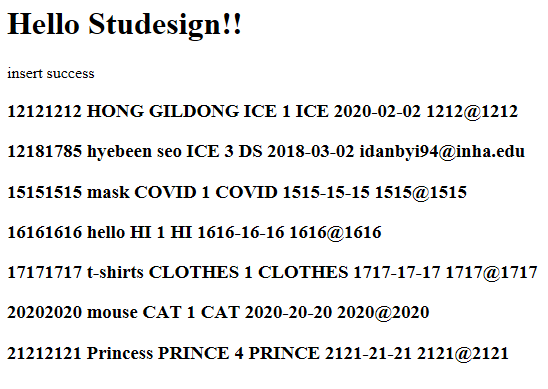 Hello Studesign!!
insert success
12121212 HONG GILDONG ICE 1 ICE 2020-02-02 1212@1212
12181785 hyebeen seo ICE 3 DS 2018-03-02 idanbyi94@inha.edu
15151515 mask COVID 1 COVID 1515-15-15 1515@1515
16161616 hello HI 1 HI 1616-16-16 1616@1616
17171717 t-shirts CLOTHES 1 CLOTHES 1717-17-17 1717@1717
20202020 mouse CAT 1 CAT 2020-20-20 2020@2020
21212121 Princess PRINCE 4 PRINCE 2121-21-21 2121@2121